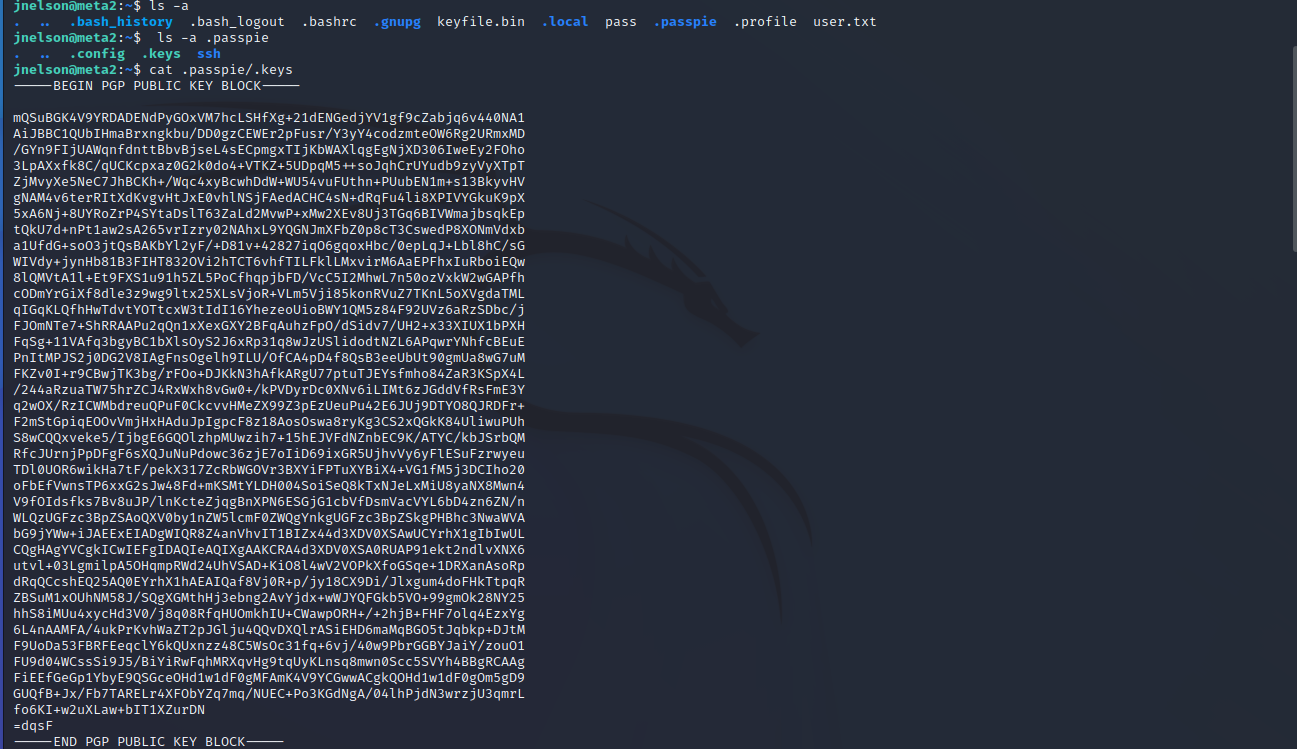 jnelson@meta2:~$ ls -a
.  ..  .bash_history  .bash_logout  .bashrc  .gnupg  keyfile.bin  .local  pass  .passpie  .profile  user.txt
jnelson@meta2:~$  ls -a .passpie
.  ..  .config  .keys  ssh
jnelson@meta2:~$ cat .passpie/.keys
-----BEGIN PGP PUBLIC KEY BLOCK-----
mQSuBGK4V9YRDADENdPyGOxVM7hcLSHfXg+21dENGedjYV1gf9cZabjq6v440NA1
AiJBBC1QUbIHmaBrxngkbu/DD0gzCEWEr2pFusr/Y3yY4codzmteOW6Rg2URmxMD
/GYn9FIjUAWqnfdnttBbvBjseL4sECpmgxTIjKbWAXlqgEgNjXD306IweEy2FOho
3LpAXxfk8C/qUCKcpxaz0G2k0do4+VTKZ+5UDpqM5++soJqhCrUYudb9zyVyXTpT
ZjMvyXe5NeC7JhBCKh+/Wqc4xyBcwhDdW+WU54vuFUthn+PUubEN1m+s13BkyvHV
gNAM4v6terRItXdKvgvHtJxE0vhlNSjFAedACHC4sN+dRqFu4li8XPIVYGkuK9pX
5xA6Nj+8UYRoZrP4SYtaDslT63ZaLd2MvwP+xMw2XEv8Uj3TGq6BIVWmajbsqkEp
tQkU7d+nPt1aw2sA265vrIzry02NAhxL9YQGNJmXFbZ0p8cT3CswedP8XONmVdxb
a1UfdG+soO3jtQsBAKbYl2yF/+D81v+42827iqO6gqoxHbc/0epLqJ+Lbl8hC/sG
WIVdy+jynHb81B3FIHT832OVi2hTCT6vhfTILFklLMxvirM6AaEPFhxIuRboiEQw
8lQMVtA1l+Et9FXS1u91h5ZL5PoCfhqpjbFD/VcC5I2MhwL7n50ozVxkW2wGAPfh
cODmYrGiXf8dle3z9wg9ltx25XLsVjoR+VLm5Vji85konRVuZ7TKnL5oXVgdaTML
qIGqKLQfhHwTdvtYOTtcxW3tIdI16YhezeoUioBWY1QM5z84F92UVz6aRzSDbc/j
FJOmNTe7+ShRRAAPu2qQn1xXexGXY2BFqAuhzFpO/dSidv7/UH2+x33XIUX1bPXH
FqSg+11VAfq3bgyBC1bXlsOyS2J6xRp31q8wJzUSlidodtNZL6APqwrYNhfcBEuE
PnItMPJS2j0DG2V8IAgFnsOgelh9ILU/OfCA4pD4f8QsB3eeUbUt90gmUa8wG7uM
FKZv0I+r9CBwjTK3bg/rFOo+DJKkN3hAfkARgU77ptuTJEYsfmho84ZaR3KSpX4L
/244aRzuaTW75hrZCJ4RxWxh8vGw0+/kPVDyrDc0XNv6iLIMt6zJGddVfRsFmE3Y
q2wOX/RzICWMbdreuQPuF0CkcvvHMeZX99Z3pEzUeuPu42E6JUj9DTYO8QJRDFr+
F2mStGpiqEOOvVmjHxHAduJpIgpcF8z18AosOswa8ryKg3CS2xQGkK84UliwuPUh
S8wCQQxveke5/IjbgE6GQOlzhpMUwzih7+15hEJVFdNZnbEC9K/ATYC/kbJSrbQM
RfcJUrnjPpDFgF6sXQJuNuPdowc36zjE7oIiD69ixGR5UjhvVy6yFlESuFzrwyeu
TDl0UOR6wikHa7tF/pekX317ZcRbWGOVr3BXYiFPTuXYBiX4+VG1fM5j3DCIho20
oFbEfVwnsTP6xxG2sJw48Fd+mKSMtYLDH004SoiSeQ8kTxNJeLxMiU8yaNX8Mwn4
V9fOIdsfks7Bv8uJP/lnKcteZjqgBnXPN6ESGjG1cbVfDsmVacVYL6bD4zn6ZN/n
WLQzUGFzc3BpZSAoQXV0by1nZW5lcmF0ZWQgYnkgUGFzc3BpZSkgPHBhc3NwaWVA
bG9jYWw+iJAEExEIADgWIQR8Z4anVhvIT1BIZx44d3XDV0XSAwUCYrhX1gIbIwUL
CQgHAgYVCgkICwIEFgIDAQIeAQIXgAAKCRA4d3XDV0XSA0RUAP91ekt2ndlvXNX6
utvl+03LgmilpA5OHqmpRWd24UhVSAD+KiO8l4wV2VOPkXfoGSqe+1DRXanAsoRp
dRqQCcshEQ25AQ0EYrhX1hAEAIQaf8Vj0R+p/jy18CX9Di/Jlxgum4doFHkTtpqR
ZBSuM1xOUhNM58J/SQgXGMthHj3ebng2AvYjdx+wWJYQFGkb5VO+99gmOk28NY25
hhS8iMUu4xycHd3V0/j8q08RfqHUOmkhIU+CWawpORH+/+2hjB+FHF7olq4EzxYg
6L4nAAMFA/4ukPrKvhWaZT2pJGlju4QQvDXQlrASiEHD6maMqBGO5tJqbkp+DJtM
F9UoDa53FBRFEeqclY6kQUxnzz48C5WsOc31fq+6vj/40w9PbrGGBYJaiY/zouO1
FU9d04WCssSi9J5/BiYiRwFqhMRXqvHg9tqUyKLnsq8mwn0Scc5SVYh4BBgRCAAg
FiEEfGeGp1YbyE9QSGceOHd1w1dF0gMFAmK4V9YCGwwACgkQOHd1w1dF0gOm5gD9
GUQfB+Jx/Fb7TARELr4XFObYZq7mq/NUEC+Po3KGdNgA/04lhPjdN3wrzjU3qmrL
fo6KI+w2uXLaw+bIT1XZurDN
=dqsF
-----END PGP PUBLIC KEY BLOCK-----